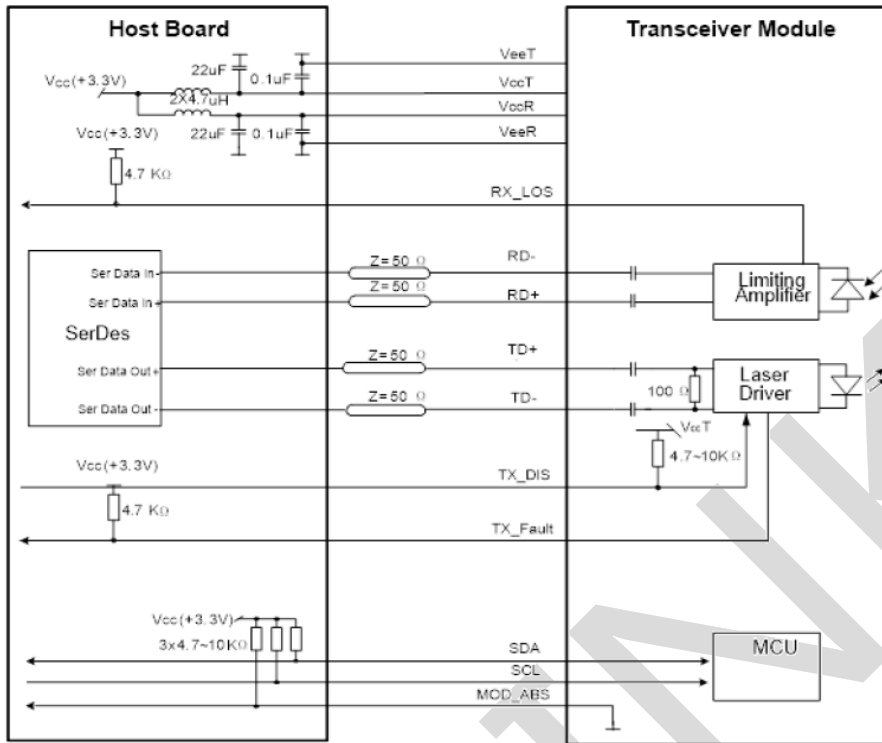 Host Board
Transceiver Module
VeeT
22uF
0.1uF
Vcc(+3.3V)
VccT
2X4.7uH
VccR
Vcc(+3.3V)
22uF
0.1uF
VeeR
4.7 KΩ
RX_LOS
Z=50 Ω
RD-
Ser Data In-
Limiting
Amplifier
Z=50 Ω
RD+
Ser Data In+
SerDes
Z=50 Ω
TD+
Ser Data Out+
Laser
Driver
100 Ω
Z=50 Ω
TD-
Ser Data Out-
VccT
4.7~10KΩ
Vcc(+3.3V)
TX_DIS
4.7 KΩ
TX_Fault
Vcc(+3.3V)
3x4.7~10KΩ
SDA
MCU
SCL
MOD_ABS